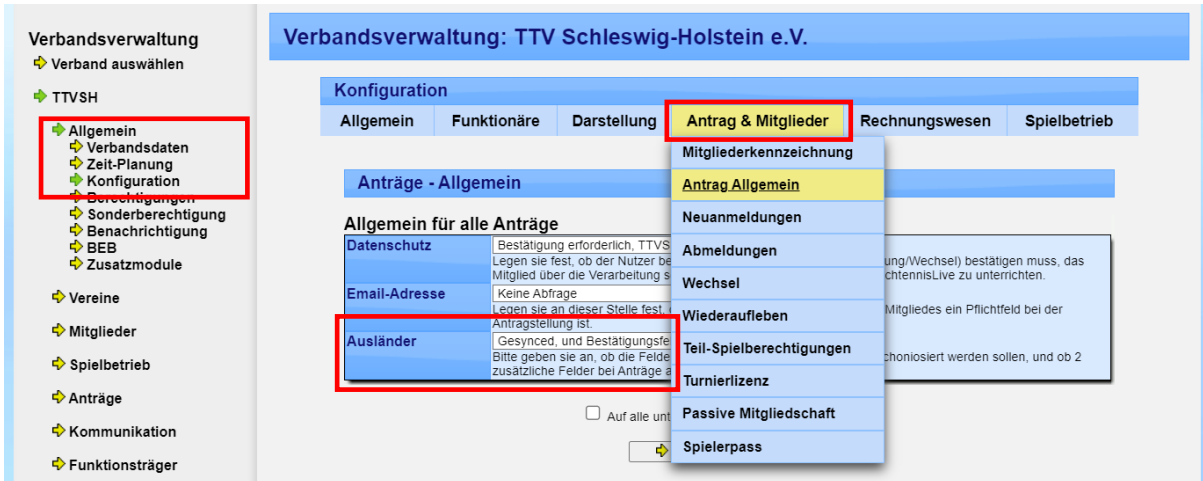 Verbandsverwaltung
Verband auswählen
TTVSH
Allgemein
Verbandsdaten
Zeit-Planung
Konfiguration
Berechtigungen
Sonderberechtigung
Benachrichtigung
BEB
Zusatzmodule
Vereine
Mitglieder
Spielbetrieb
Anträge
Kommunikation
Funktionsträger
Verbandsverwaltung: TTV Schleswig-Holstein e.V.
Konfiguration
Allgemein Funktionäre Darstellung Antrag & Mitglieder Rechnungswesen Spielbetrieb
Mitgliederkennzeichnung
Antrag Allgemein
Neuanmeldungen
Abmeldungen
Wechsel
Wiederaufleben
Teil-Spielberechtigungen
Turnierlizenz
Passive Mitgliedschaft
Spielerpass
Anträge - Allgemein
Allgemein für alle Anträge
Datenschutz Bestätigung erforderlich, TTVS
Legen sie fest, ob der Nutzer be ung/Wechsel) bestätigen muss, das
Mitglied über die Verarbeitung s chtennisLive zu unterrichten.
Email-Adresse Keine Abfrage
Legen sie an dieser Stelle fest, Mitgliedes ein Pflichtfeld bei der
Antragstellung ist.
Ausländer Gesynced, und Bestätigungsfe
Bitte geben sie an, ob die Felde choniosiert werden sollen, und ob 2
zusätzliche Felder bei Anträge a
Auf alle unt